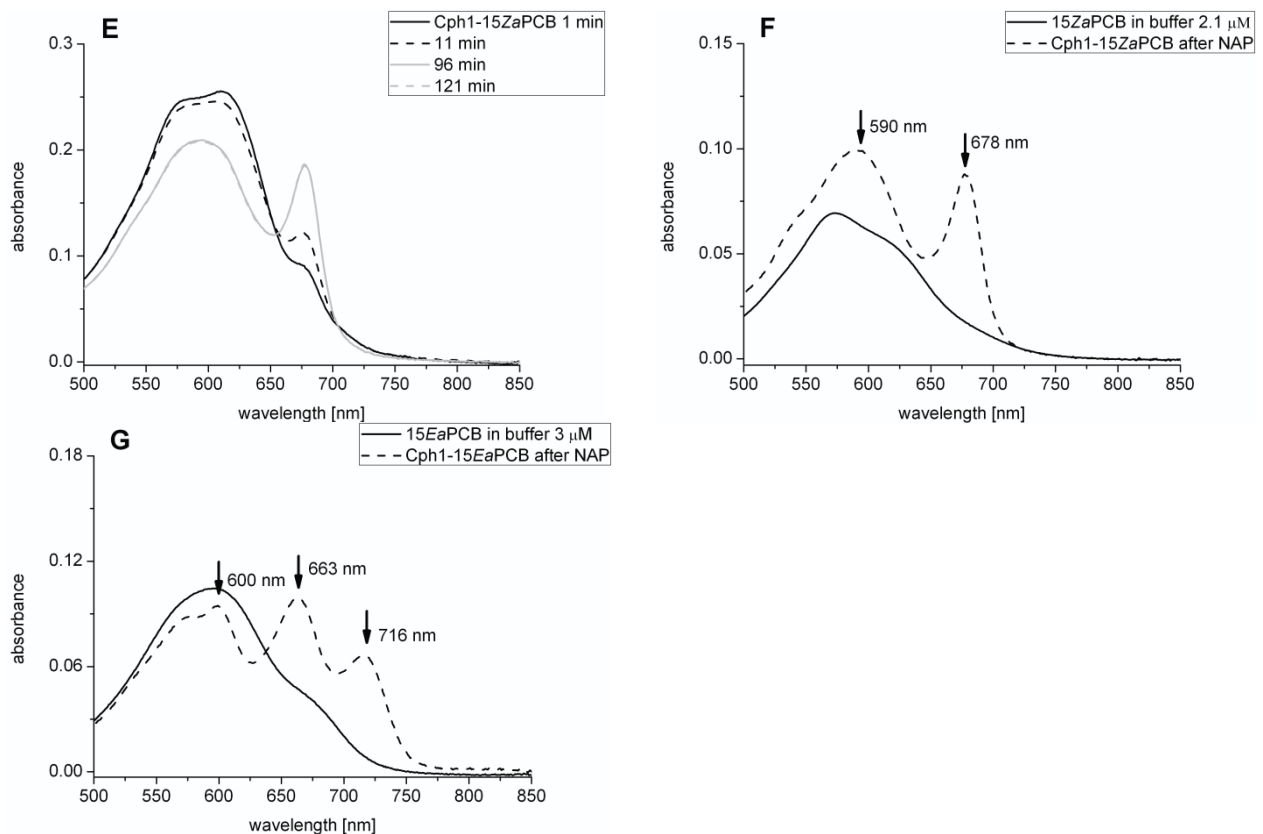 E
Cph1-15ZaPCB 1 min
11 min
96 min
121 min
0.3
0.2
0.1
0.0
absorbance
500 550 600 650 700 750 800 850
wavelength [nm]
F
15ZaPCB in buffer 2.1 μM
Cph1-15ZaPCB after NAP
0.15
0.10
0.05
0.00
absorbance
590 nm
678 nm
500 550 600 650 700 750 800 850
wavelength [nm]
G
15EaPCB in buffer 3 μM
Cph1-15EaPCB after NAP
0.18
0.12
0.06
0.00
absorbance
600 nm
663 nm
716 nm
500 550 600 650 700 750 800 850
wavelength [nm]